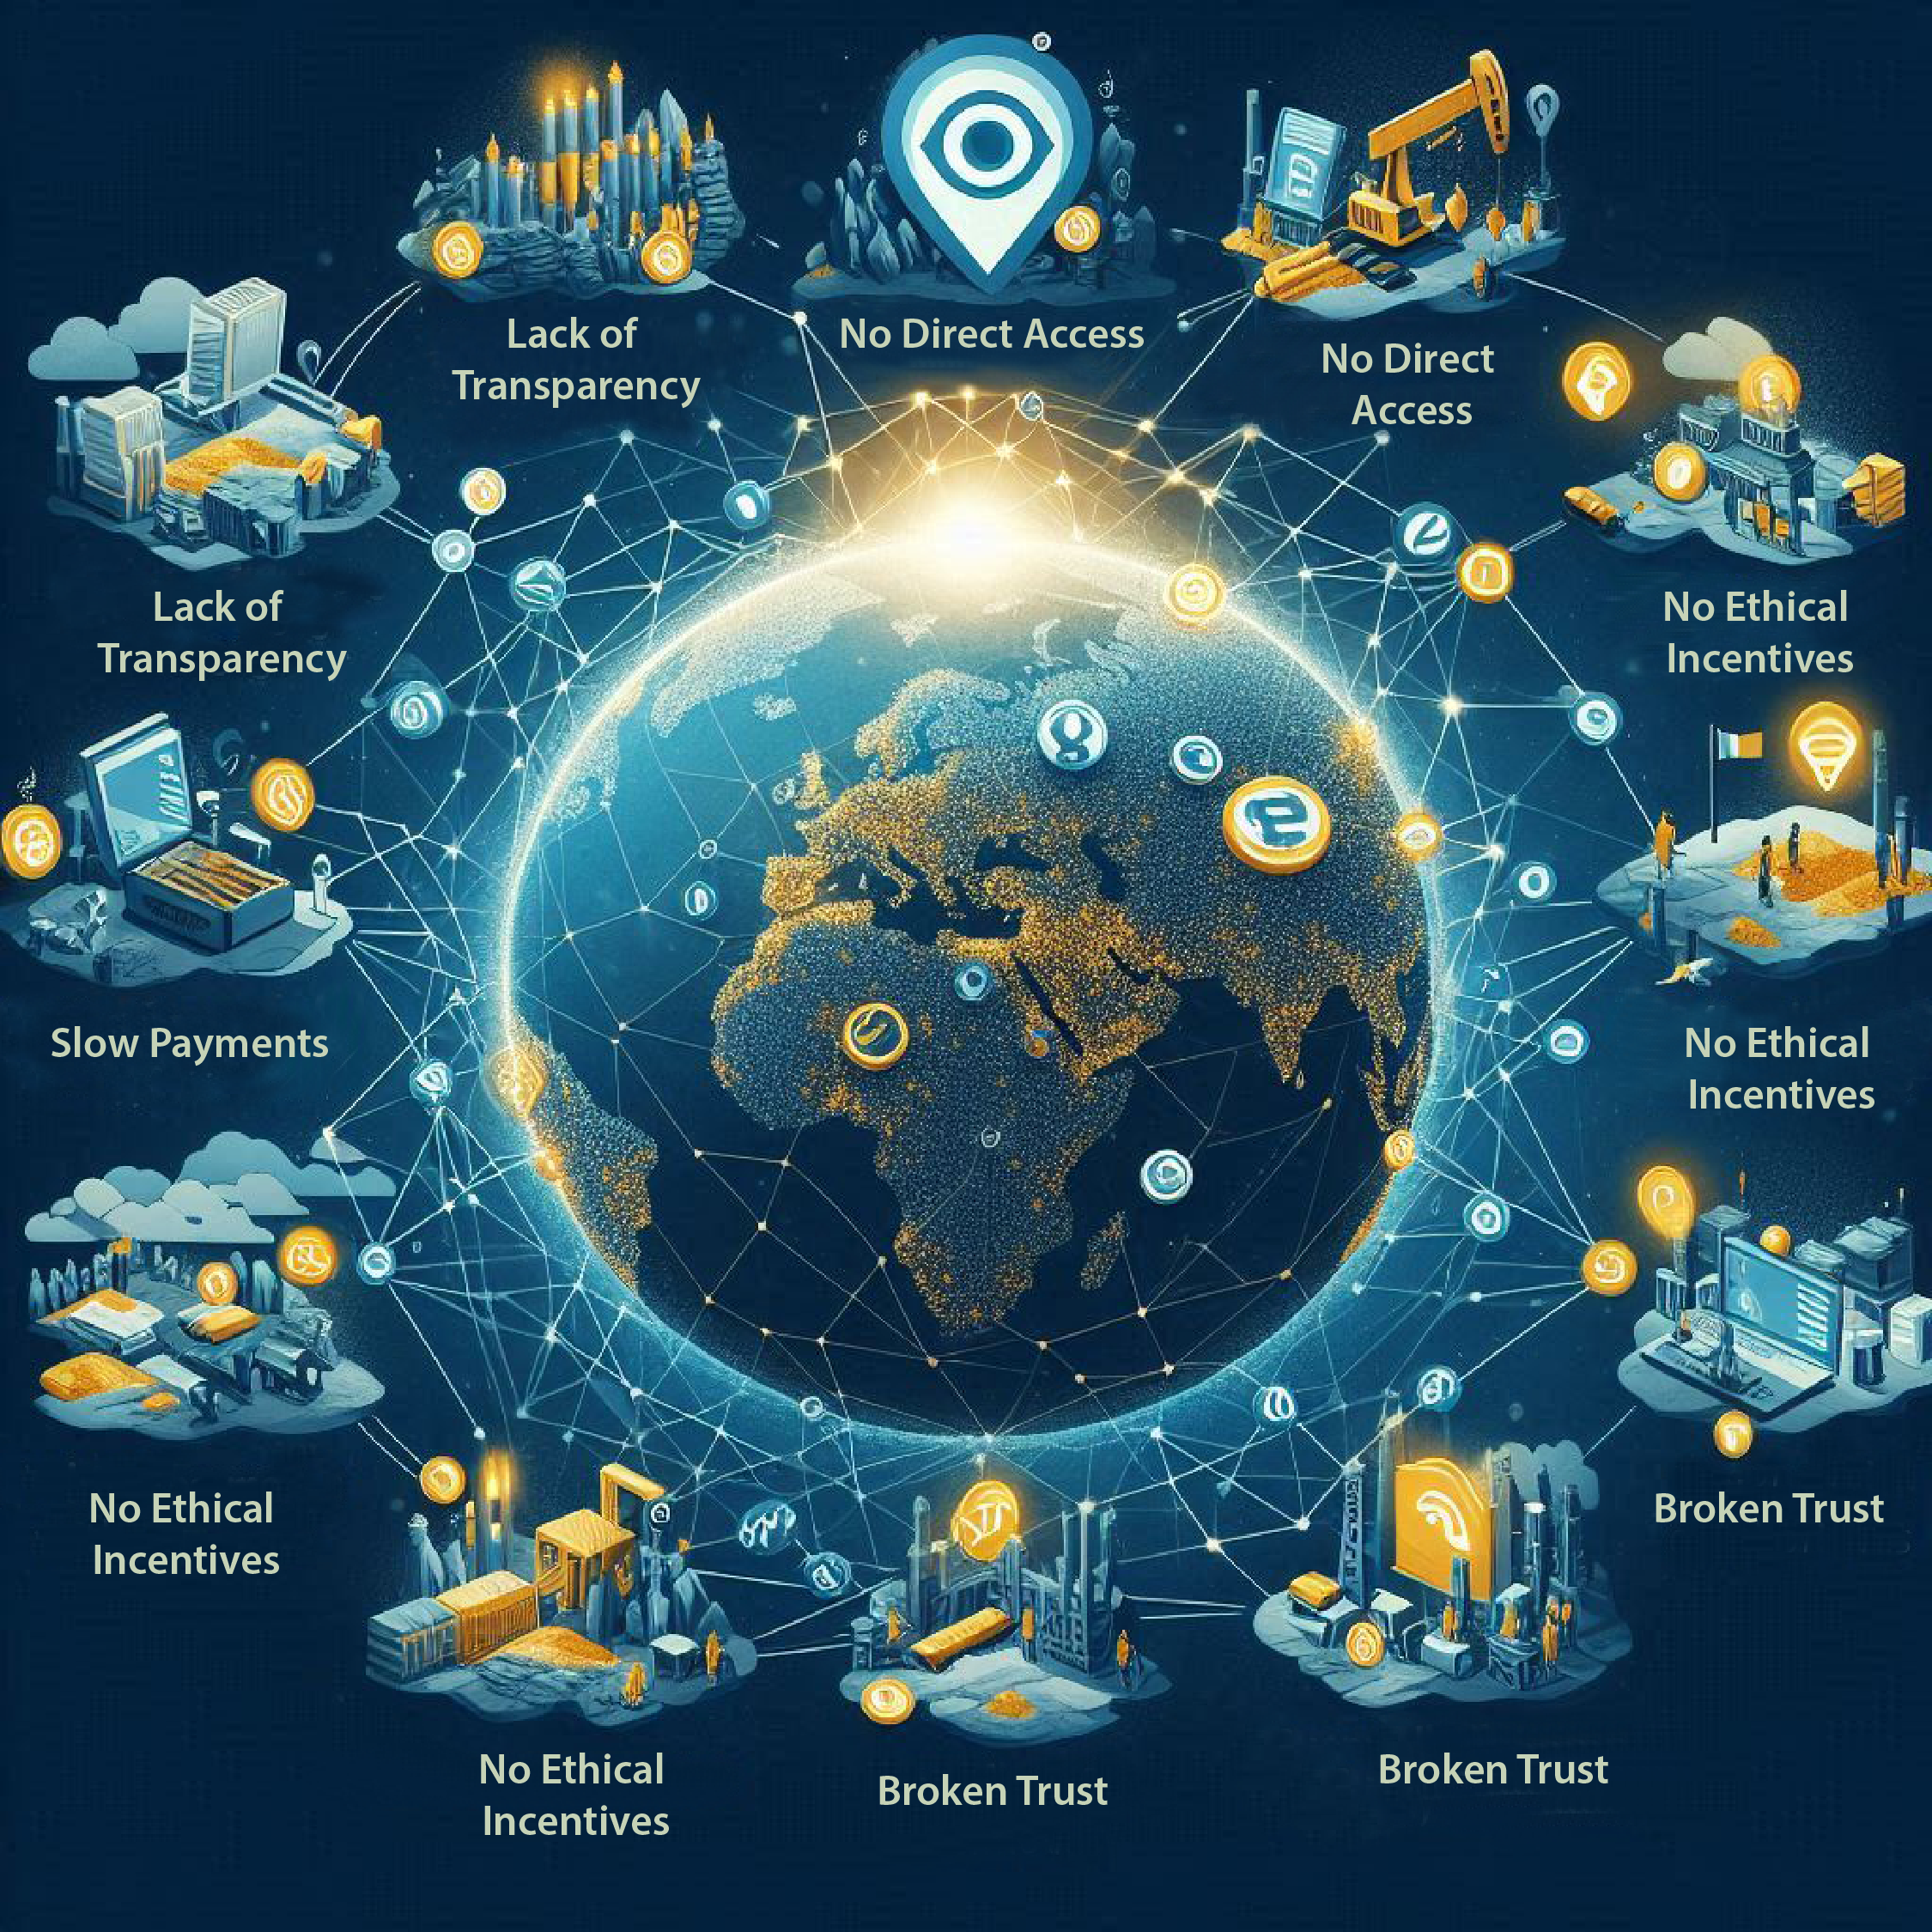 Lack of
Transparency
No Direct Access
No Direct
Access
Lack of
Transparency
No Ethical
Incentives
Slow Payments
No Ethical
Incentives
No Ethical
Incentives
Broken Trust
No Ethical
Incentives
Broken Trust
Broken Trust